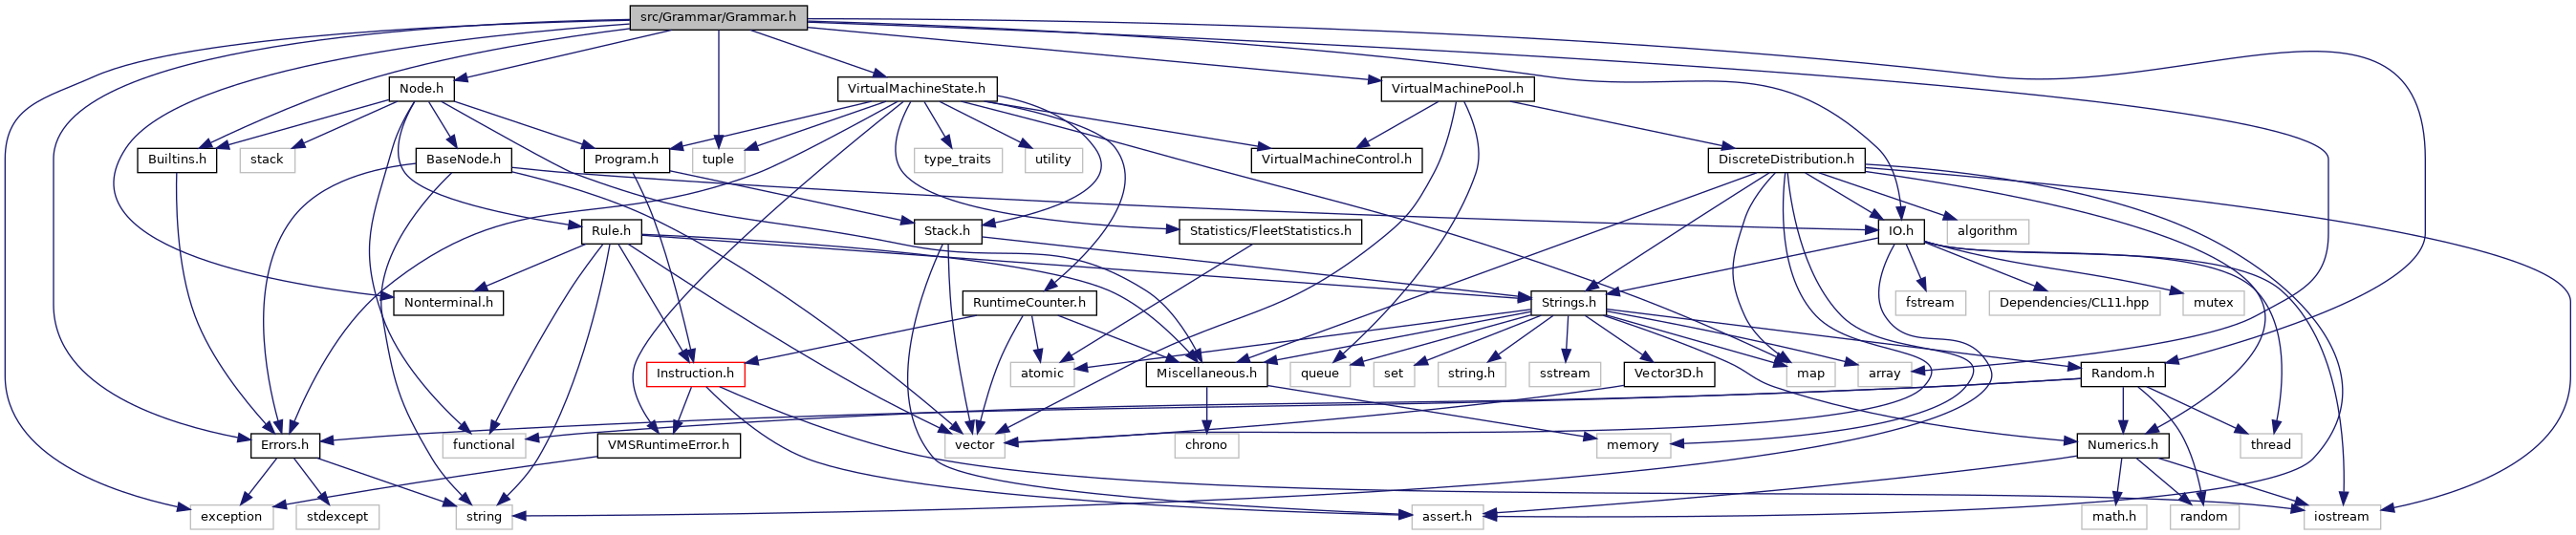 src/Grammar/Grammar.h
Node.h
VirtualMachineState.h
VirtualMachinePool.h
Builtins.h
stack
BaseNode.h
Program.h
tuple
type_traits
utility
VirtualMachineControl.h
DiscreteDistribution.h
Rule.h
Stack.h
Statistics/FleetStatistics.h
IO.h
algorithm
Nonterminal.h
RuntimeCounter.h
Strings.h
fstream
Dependencies/CL11.hpp
mutex
Instruction.h
atomic
Miscellaneous.h
queue
set
string.h
sstream
Vector3D.h
map
array
Random.h
Errors.h
functional
VMSRuntimeError.h
vector
chrono
memory
Numerics.h
thread
exception
stdexcept
string
assert.h
math.h
random
iostream